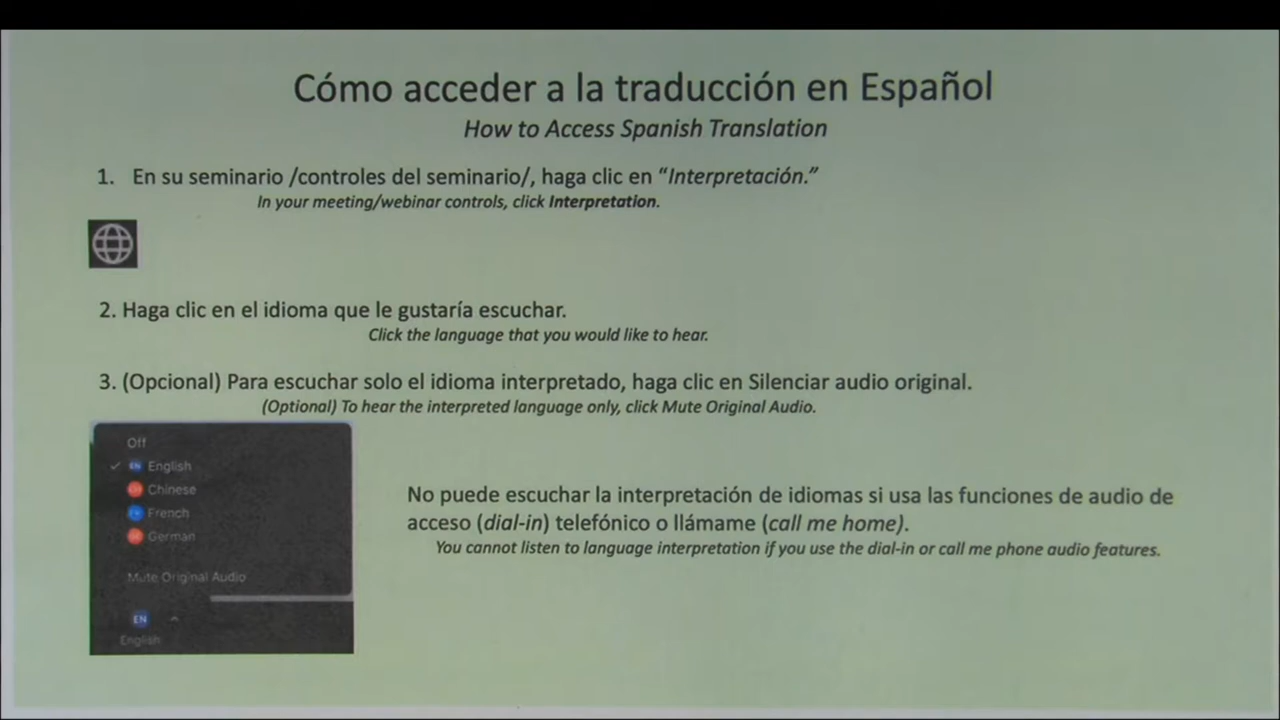 Cómo acceder a la traducción en Español
How to Access Spanish Translation
1. En su seminario /controles del seminario/, haga clic en “Interpretación.”
In your meeting/webinar controls, click Interpretation.
2. Haga clic en el idioma que le gustaría escuchar.
Click the language that you would like to hear.
3. (Opcional) Para escuchar solo el idioma interpretado, haga clic en Silenciar audio original.
(Optional) To hear the interpreted language only, click Mute Original Audio.
Off
EN English
Chinese
French
German
Mute Original Audio
EN
English
No puede escuchar la interpretación de idiomas si usa las funciones de audio de
acceso (dial-in) telefónico o llámame (call me home).
You cannot listen to language interpretation if you use the dial-in or call me phone audio features.